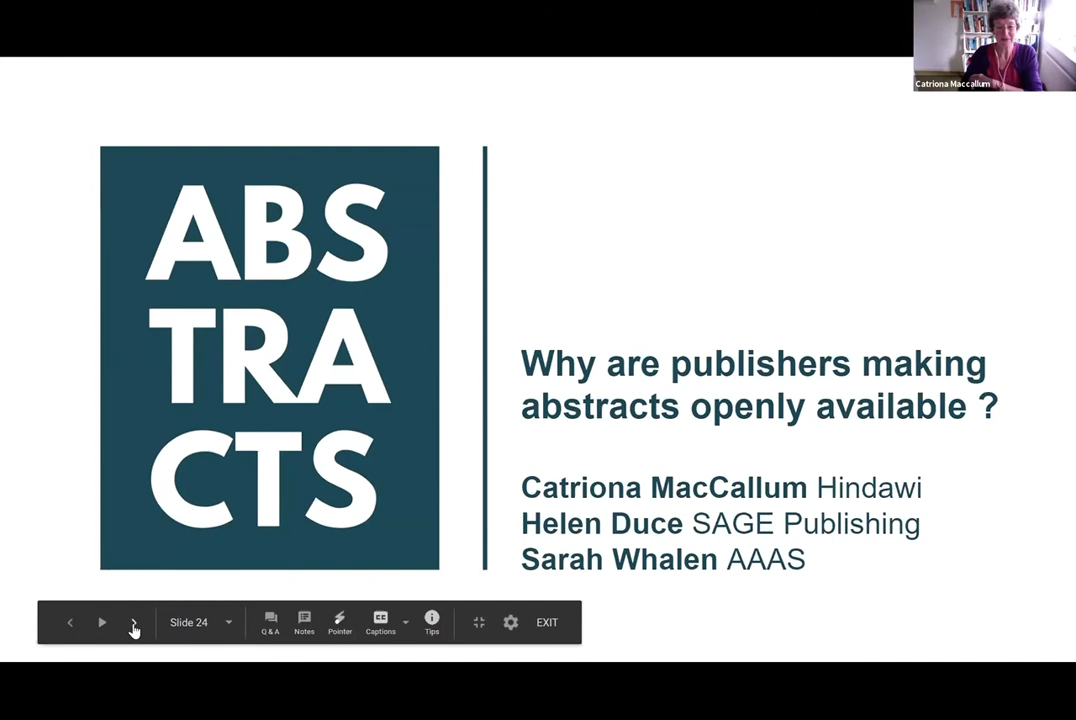 Catriona Maccallum
ABS
TRA
CTS
Why are publishers making
abstracts openly available ?
Catriona MacCallum Hindawi
Helen Duce SAGE Publishing
Sarah Whalen AAAS
Slide 24
Q & A
Notes
Pointer
CC
Captions
Tips
EXIT